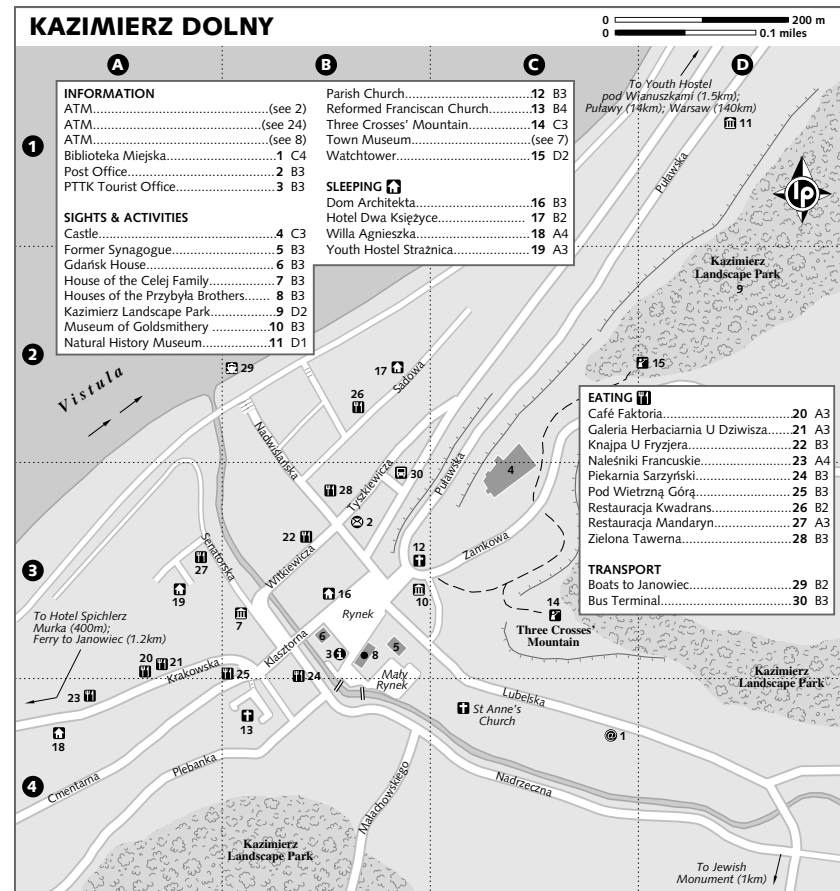 KAZIMIERZ DOLNY
0 200 m
0 0.1 miles
A B C D
1
2
3
4
INFORMATION
ATM (see 2)
ATM (see 24)
ATM (see 8)
Biblioteka Miejska 1 C4
Post Office 2 B3
PTTK Tourist Office 3 B3
SIGHTS & ACTIVITIES
Castle 4 C3
Former Synagogue 5 B3
Gdańsk House 6 B3
House of the Celej Family 7 B3
Houses of the Przybyła Brothers 8 B3
Kazimierz Landscape Park 9 D2
Museum of Goldsmithery 10 B3
Natural History Museum 11 D1
Parish Church 12 B3
Reformed Franciscan Church 13 B4
Three Crosses' Mountain 14 C3
Town Museum (see 7)
Watchtower 15 D2
SLEEPING
Dom Architekta 16 B3
Hotel Dwa Księżyce 17 B2
Willa Agnieszka 18 A4
Youth Hostel Strażnica 19 A3
EATING
Café Faktoria 20 A3
Galeria Herbaciarnia U Dziwisza 21 A3
Knajpa U Fryzjera 22 B3
Naleśniki Francuskie 23 A4
Piekarnia Sarzyński 24 B3
Pod Wietrzną Górą 25 B3
Restauracja Kwadrans 26 B2
Restauracja Mandaryn 27 A3
Zielona Tawerna 28 B3
TRANSPORT
Boats to Janowiec 29 B2
Bus Terminal 30 B3
To Youth Hostel
pod Wianuszkami (1.5km);
Puławy (14km); Warsaw (140km)
11
lp
Puławska
Kazimierz
Landscape Park
9
15
Vistula
29
17
Sadowa
26
Nadwiślańska
30
Tyszkiewicza
Puławska
4
28
2
22
Witkiewicza
12
Zamkowa
Senatorska
27
19
7
16
10
Rynek
14
Three Crosses'
Mountain
To Hotel Spichlerz
Murka (400m);
Ferry to Janowiec (1.2km)
Klasztorna
6
3
8
5
Mały
Rynek
20
21
Krakowska
25
24
23
18
13
Lubelska
St Anne's
Church
@ 1
Kazimierz
Landscape Park
Cmentarna
Plebanka
Małachowskiego
Nadrzeczna
Kazimierz
Landscape Park
To Jewish
Monument (1km)